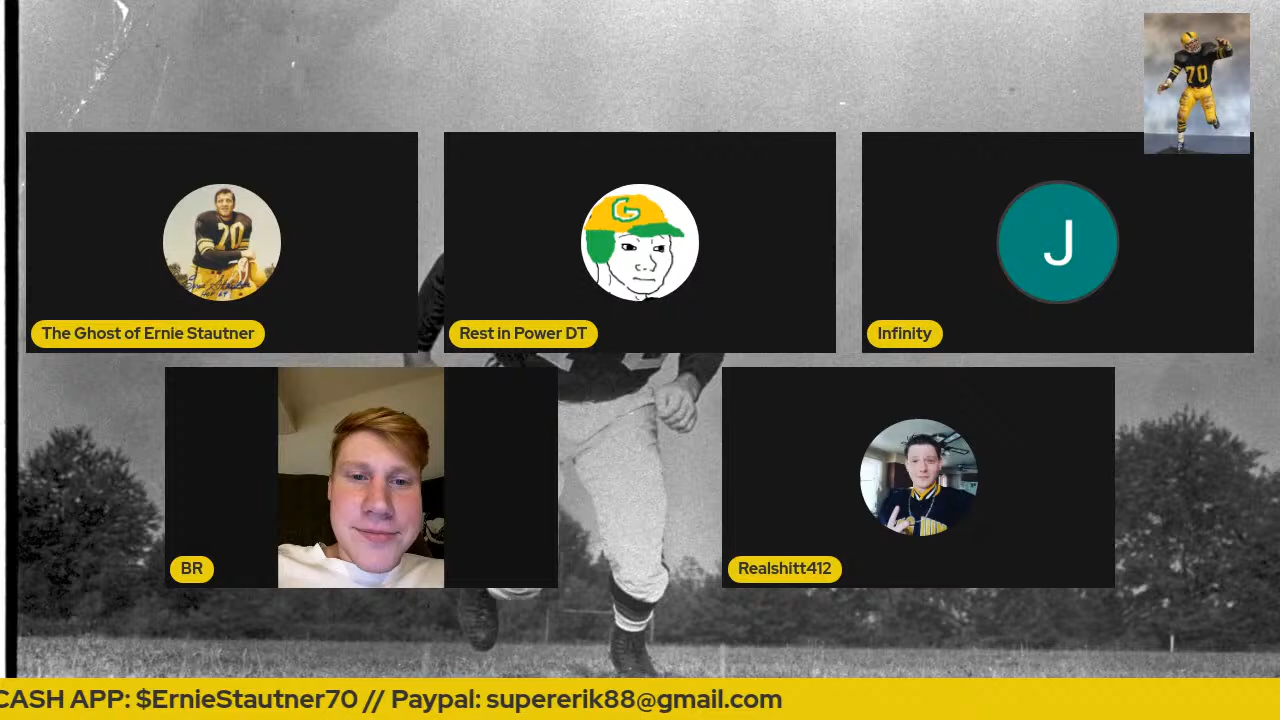 70
70
G
J
The Ghost of Ernie Stautner
Rest in Power DT
Infinity
BR
Realshitt412
CASH APP: $ErnieStautner70 // Paypal: supererik88@gmail.com